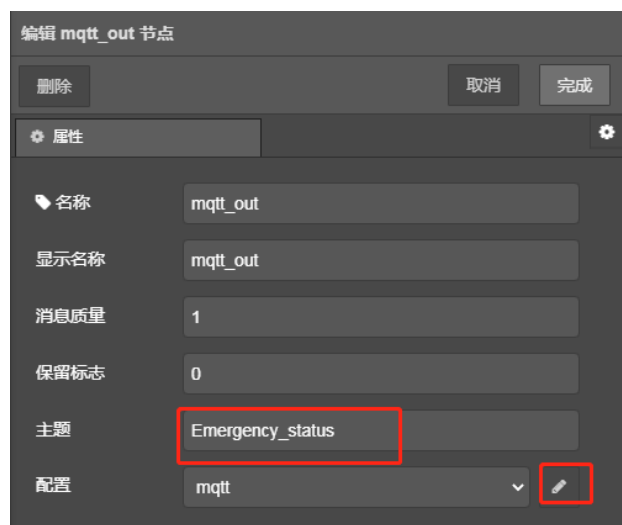 编辑 mqtt_out 节点
删除 取消 完成
属性
名称 mqtt_out
显示名称 mqtt_out
消息质量 1
保留标志 0
主题 Emergency_status
配置 mqtt